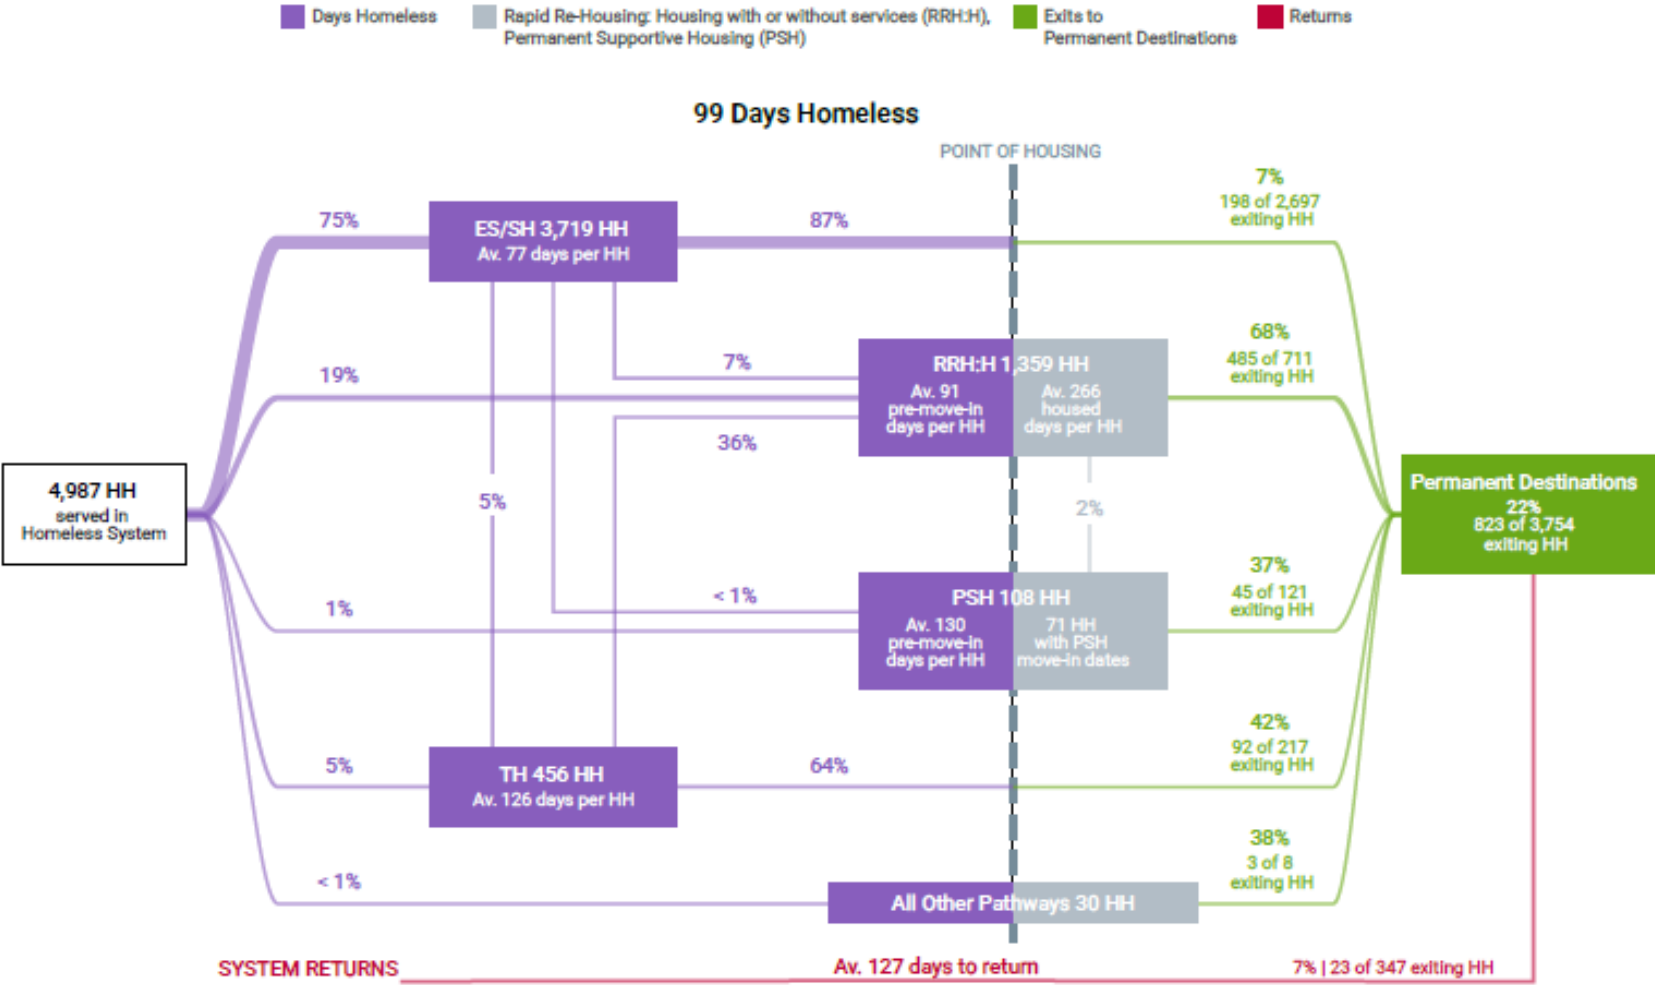 Days Homeless
Rapid Re-Housing: Housing with or without services (RRH:H),
Permanent Supportive Housing (PSH)
Exits to
Permanent Destinations
Returns
99 Days Homeless
POINT OF HOUSING
75%
ES/SH 3,719 HH
Av. 77 days per HH
87%
7%
198 of 2,697
exiting HH
19%
7%
36%
RRH:H 1,359 HH
Av. 91
pre-move-in
days per HH
Av. 266
housed
days per HH
68%
485 of 711
exiting HH
4,987 HH
served in
Homeless System
5%
2%
Permanent Destinations
22%
823 of 3,754
exiting HH
1%
< 1%
PSH 108 HH
Av. 130
pre-move-in
days per HH
71 HH
with PSH
move-in dates
37%
45 of 121
exiting HH
5%
TH 456 HH
Av. 126 days per HH
64%
42%
92 of 217
exiting HH
< 1%
All Other Pathways 30 HH
38%
3 of 8
exiting HH
SYSTEM RETURNS
Av. 127 days to return
7% | 23 of 347 exiting HH